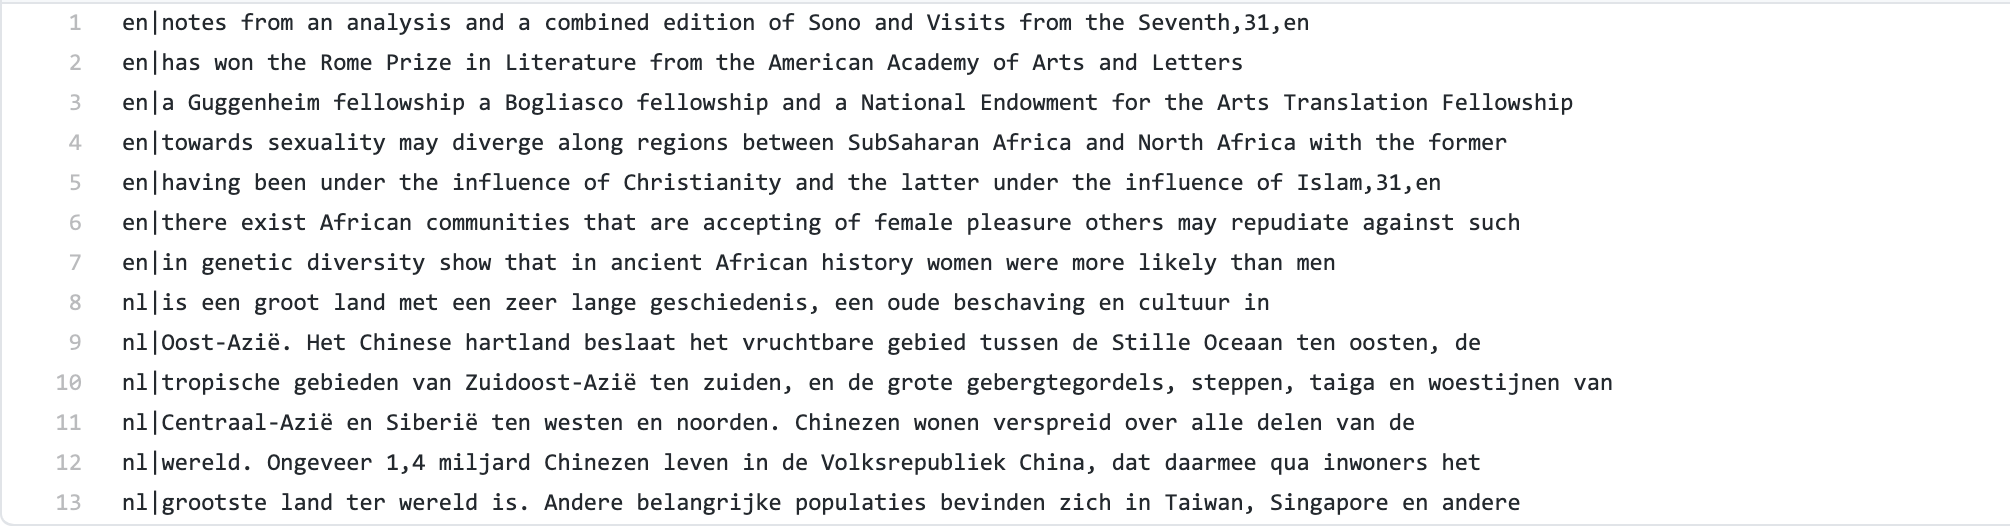 1 en|notes from an analysis and a combined edition of Sono and Visits from the Seventh,31,en
2 en|has won the Rome Prize in Literature from the American Academy of Arts and Letters
3 en|a Guggenheim fellowship a Bogliasco fellowship and a National Endowment for the Arts Translation Fellowship
4 en|towards sexuality may diverge along regions between SubSaharan Africa and North Africa with the former
5 en|having been under the influence of Christianity and the latter under the influence of Islam,31,en
6 en|there exist African communities that are accepting of female pleasure others may repudiate against such
7 en|in genetic diversity show that in ancient African history women were more likely than men
8 nl|is een groot land met een zeer lange geschiedenis, een oude beschaving en cultuur in
9 nl|Oost-Azië. Het Chinese hartland beslaat het vruchtbare gebied tussen de Stille Oceaan ten oosten, de
10 nl|tropische gebieden van Zuidoost-Azië ten zuiden, en de grote gebergtegordels, steppen, taiga en woestijnen van
11 nl|Centraal-Azië en Siberië ten westen en noorden. Chinezen wonen verspreid over alle delen van de
12 nl|wereld. Ongeveer 1,4 miljard Chinezen leven in de Volksrepubliek China, dat daarmee qua inwoners het
13 nl|grootste land ter wereld is. Andere belangrijke populaties bevinden zich in Taiwan, Singapore en andere